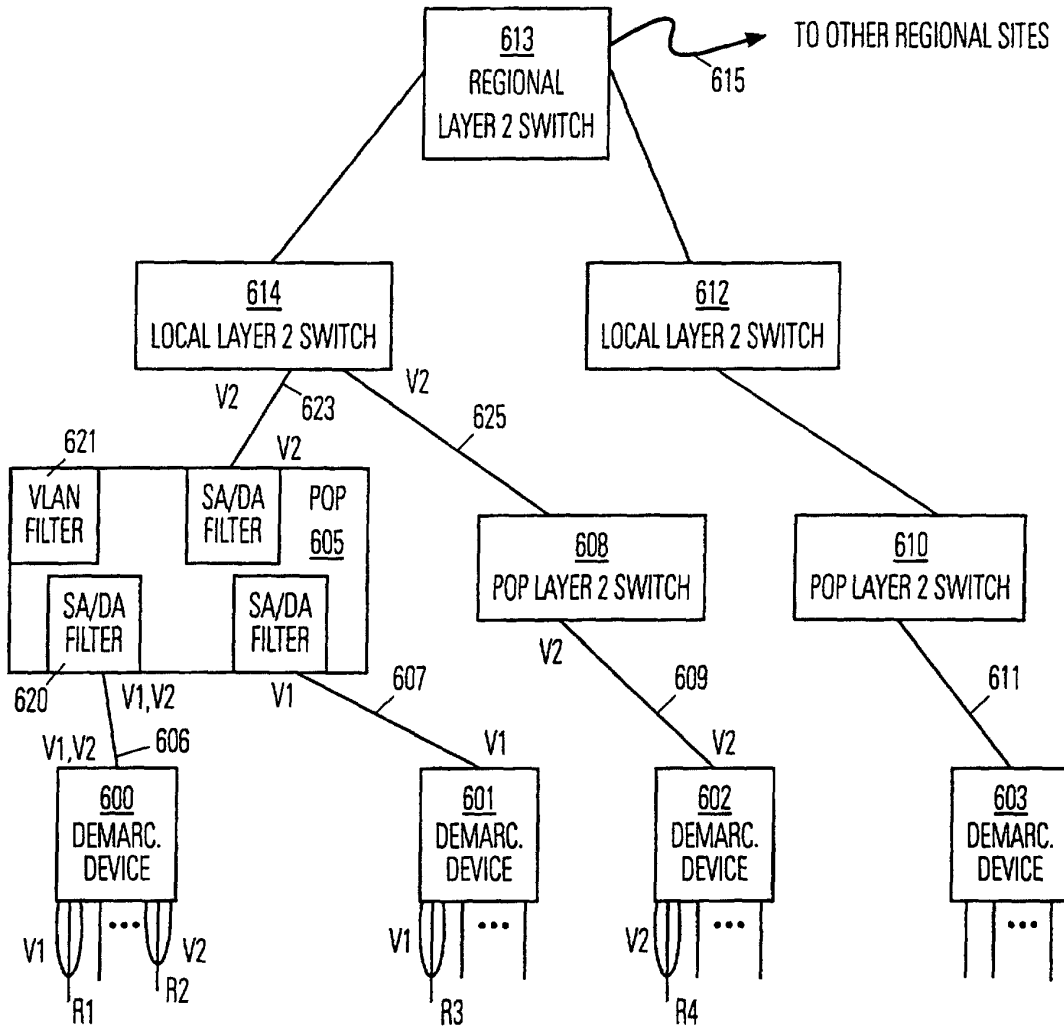 613
REGIONAL
LAYER 2 SWITCH
TO OTHER REGIONAL SITES
615
614
LOCAL LAYER 2 SWITCH
612
LOCAL LAYER 2 SWITCH
V2
623
V2
625
621
V2
VLAN
FILTER
SA/DA
FILTER
POP
605
608
POP LAYER 2 SWITCH
610
POP LAYER 2 SWITCH
SA/DA
FILTER
SA/DA
FILTER
620
V1,V2
V1
607
V2
609
611
V1,V2
606
V1
V2
600
DEMARC.
DEVICE
601
DEMARC.
DEVICE
602
DEMARC.
DEVICE
603
DEMARC.
DEVICE
V1
V2
V1
V2
R1
R2
R3
R4